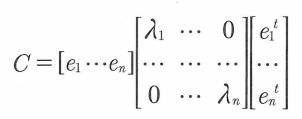 C = [e₁ ⋯ eₙ] [λ₁ ⋯ 0; ⋯ ⋯ ⋯; 0 ⋯ λₙ] [e₁ᵗ; ⋯; eₙᵗ]